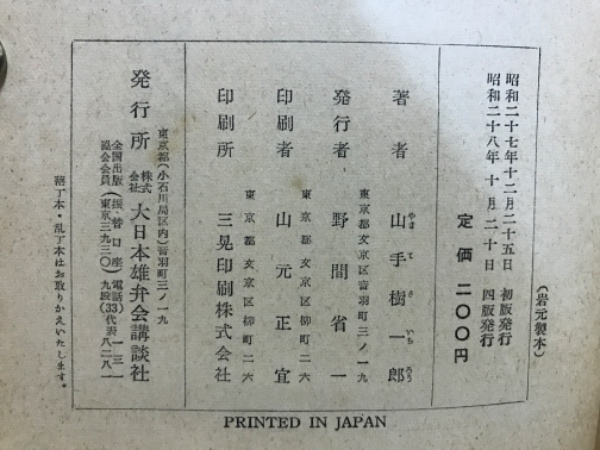 (岩元製本)
昭和二十七年十二月二十五日 初版発行
昭和二十八年十月二十日 四版発行
定価 二〇〇円
著者 山手樹一郎
やまてきいちろう
東京都文京区音羽町三ノ一九
発行者 野間省一
東京都文京区柳町二六
印刷者 山元正宜
東京都文京区柳町二六
印刷所 三晃印刷株式会社
東京都(小石川局区内)音羽町三ノ一九
発行所 株式会社 大日本雄弁会講談社
全国出版協会会員
振替口座(東京三九三〇)
電話九段(33)代表
落丁本・乱丁本はお取りかえいたします。
PRINTED IN JAPAN